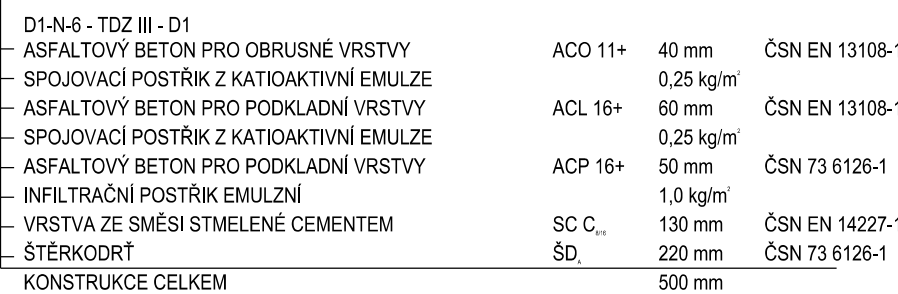 D1-N-6 - TDZ III - D1
ASFALTOVÝ BETON PRO OBRUSNÉ VRSTVY ACO 11+ 40 mm ČSN EN 13108-1
SPOJOVACÍ POSTŘIK Z KATIOAKTIVNÍ EMULZE 0,25 kg/m²
ASFALTOVÝ BETON PRO PODKLADNÍ VRSTVY ACL 16+ 60 mm ČSN EN 13108-1
SPOJOVACÍ POSTŘIK Z KATIOAKTIVNÍ EMULZE 0,25 kg/m²
ASFALTOVÝ BETON PRO PODKLADNÍ VRSTVY ACP 16+ 50 mm ČSN 73 6126-1
INFILTRAČNÍ POSTŘIK EMULZNÍ 1,0 kg/m²
VRSTVA ZE SMĚSI STMELENÉ CEMENTEM SC C8/10 130 mm ČSN EN 14227-1
ŠTĚRKODRŤ ŠDA 220 mm ČSN 73 6126-1
KONSTRUKCE CELKEM 500 mm